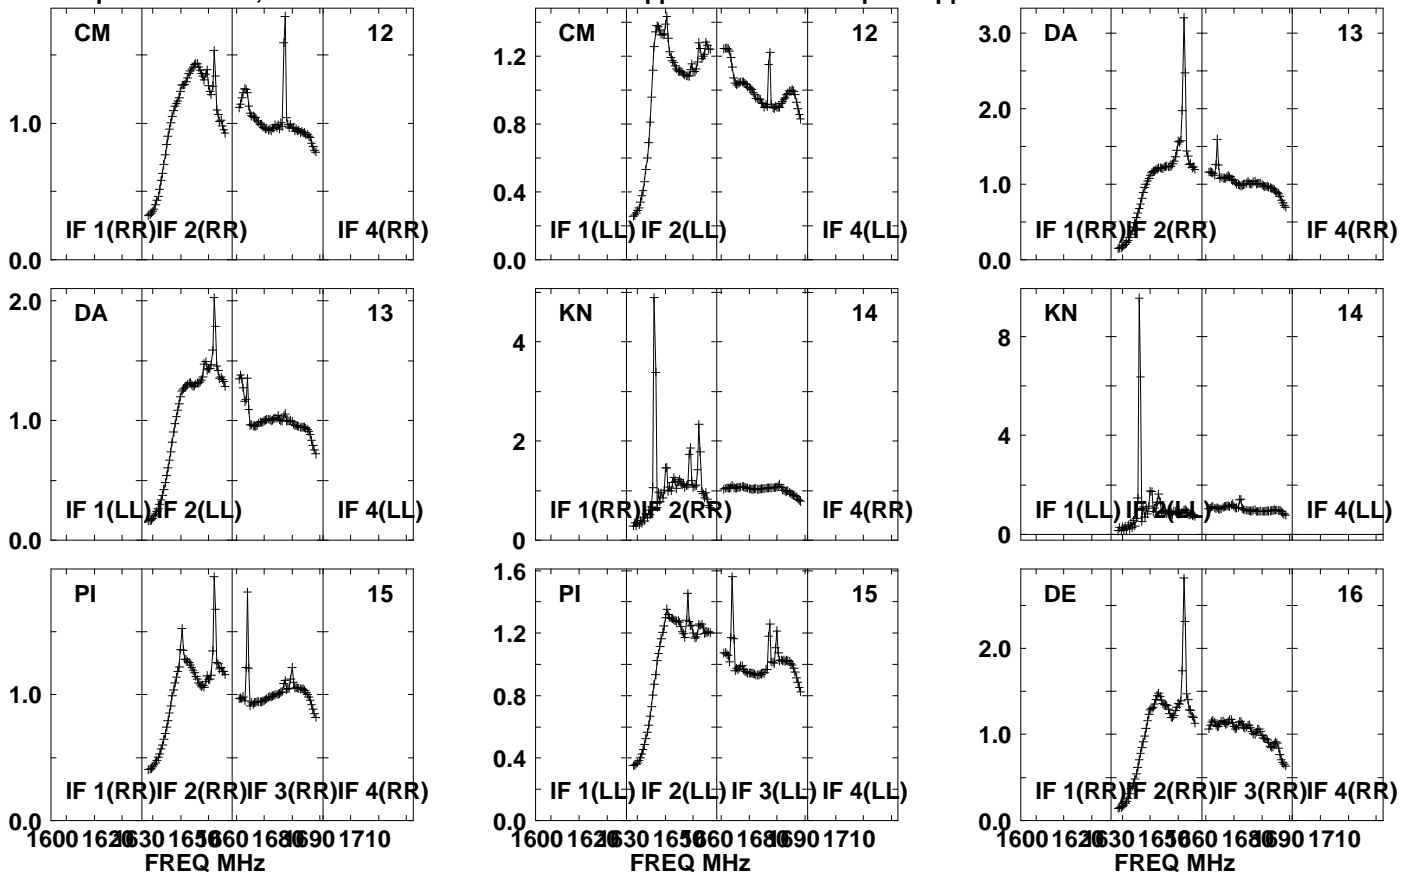 CM 12
1.0
0.0
IF 1(RR) IF 2(RR) IF 4(RR)
CM 12
1.2
0.8
0.4
0.0
IF 1(LL) IF 2(LL) IF 4(LL)
DA 13
3.0
2.0
1.0
0.0
IF 1(RR) IF 2(RR) IF 4(RR)
DA 13
2.0
1.0
0.0
IF 1(LL) IF 2(LL) IF 4(LL)
KN 14
4
2
0
IF 1(RR) IF 2(RR) IF 4(RR)
KN 14
8
4
0
IF 1(LL) IF 2(LL) IF 4(LL)
PI 15
1.0
0.0
IF 1(RR) IF 2(RR) IF 3(RR) IF 4(RR)
1600 1620 1630 1650 1660 1680 1690 1710
FREQ MHz
PI 15
1.6
1.2
0.8
0.4
0.0
IF 1(LL) IF 2(LL) IF 3(LL) IF 4(LL)
DE 16
2.0
1.0
0.0
IF 1(RR) IF 2(RR) IF 3(RR) IF 4(RR)
1600 1620 1630 1650 1660 1680 1690 1710
FREQ MHz
1600 1620 1630 1650 1660 1680 1690 1710